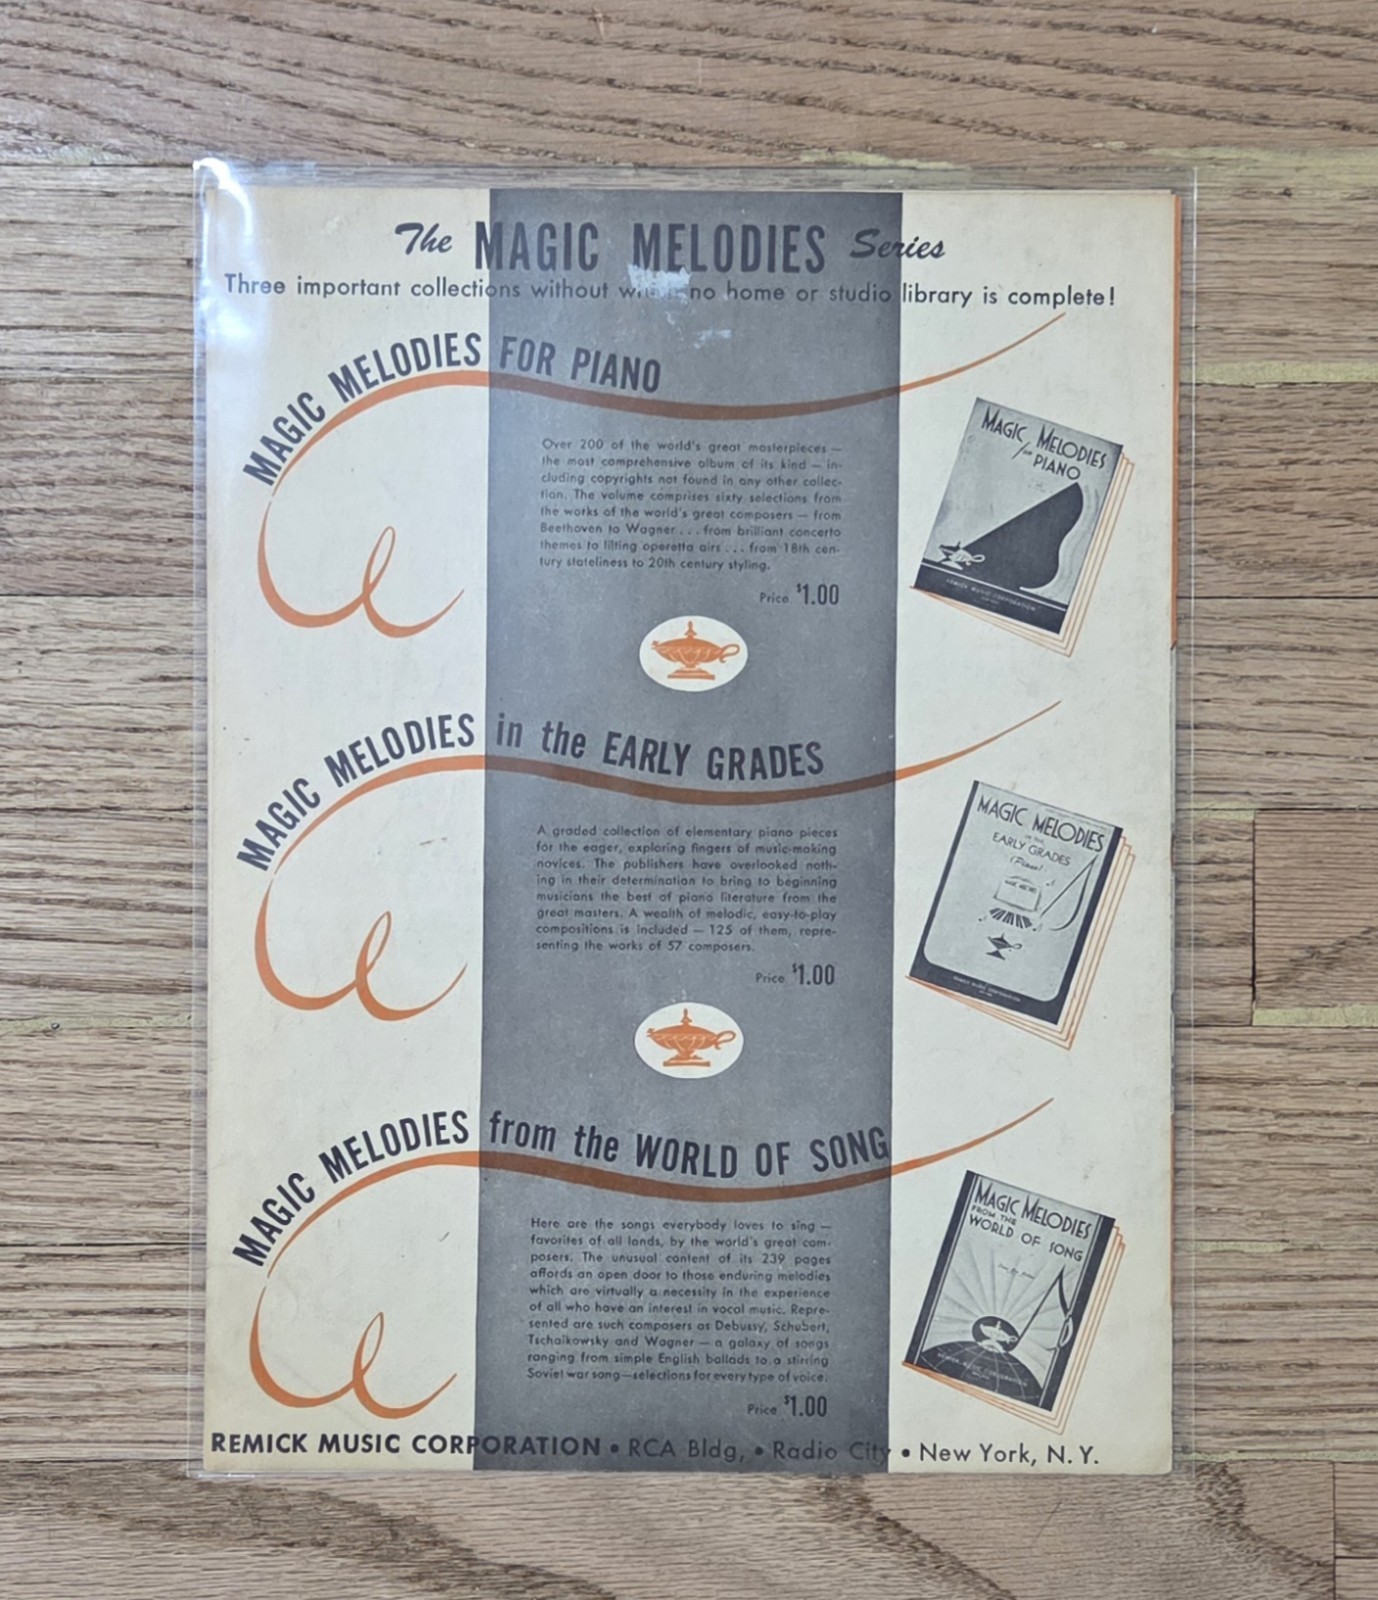 The MAGIC MELODIES Series
Three important collections without no home or studio library is complete!
MAGIC MELODIES FOR PIANO
Over 200 of the world's great masterpieces —
the most comprehensive album of its kind — in-
cluding copyrights not found in any other collec-
tion. The volume comprises sixty selections from
the works of the world's great composers — from
Beethoven to Wagner . . . from brilliant concerto
themes to lilting operetta airs . . . from 18th cen-
tury stateliness to 20th century styling.
Price $1.00
MAGIC MELODIES
for PIANO
REMICK MUSIC CORPORATION
MAGIC MELODIES in the EARLY GRADES
A graded collection of elementary piano pieces
for the eager, exploring fingers of music-making
novices. The publishers have overlooked noth-
ing in their determination to bring to beginning
musicians the best of piano literature from the
great masters. A wealth of melodic, easy-to-play
compositions is included — 125 of them, repre-
senting the works of 57 composers.
Price $1.00
MAGIC MELODIES
IN THE
EARLY GRADES
(Piano)
REMICK MUSIC CORPORATION
MAGIC MELODIES from the WORLD OF SONG
Here are the songs everybody loves to sing —
favorites of all lands, by the world's great com-
posers. The unusual content of its 239 pages
affords an open door to those enduring melodies
which are virtually a necessity in the experience
of all who have an interest in vocal music. Repre-
sented are such composers as Debussy, Schubert,
Tschaikowsky and Wagner — a galaxy of songs
ranging from simple English ballads to a stirring
Soviet war song—selections for every type of voice.
Price $1.00
MAGIC MELODIES
FROM THE
WORLD OF SONG
REMICK MUSIC CORPORATION
REMICK MUSIC CORPORATION • RCA Bldg, • Radio City • New York, N. Y.